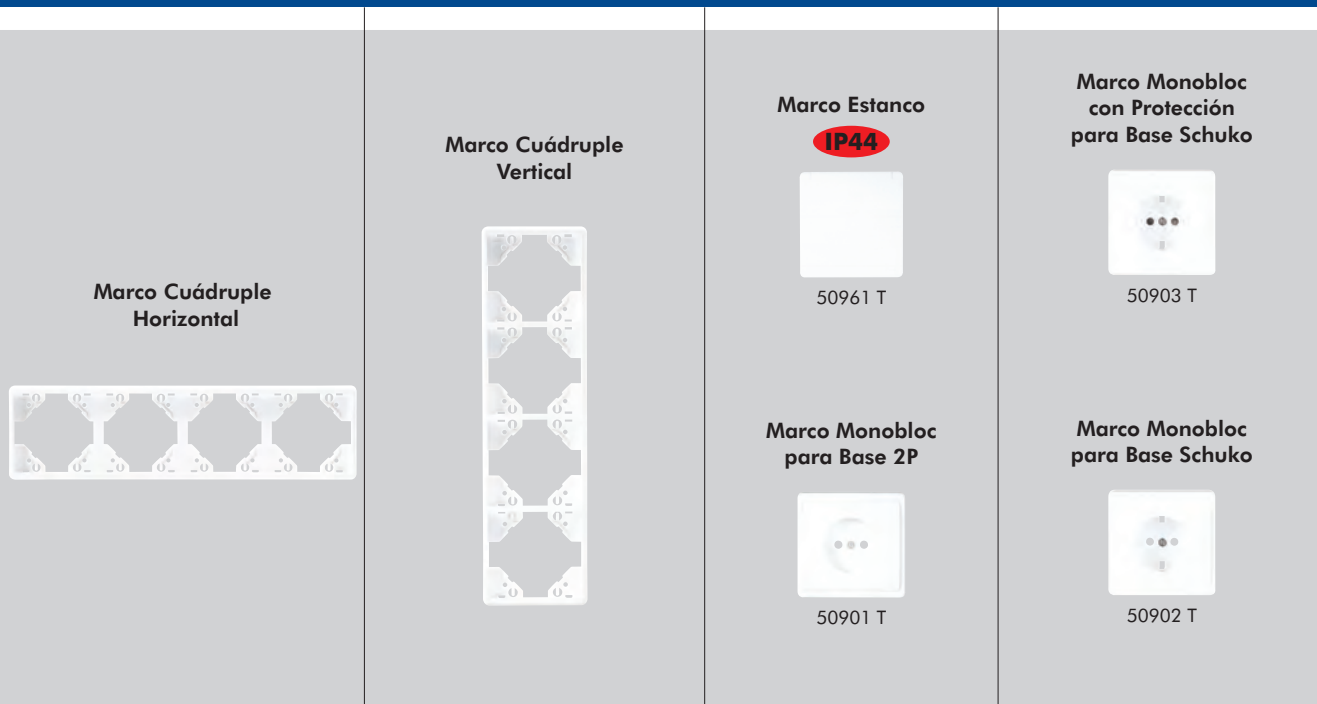 Marco Cuádruple
Horizontal
Marco Cuádruple
Vertical
Marco Estanco
IP44
50961 T
Marco Monobloc
para Base 2P
50901 T
Marco Monobloc
con Protección
para Base Schuko
50903 T
Marco Monobloc
para Base Schuko
50902 T